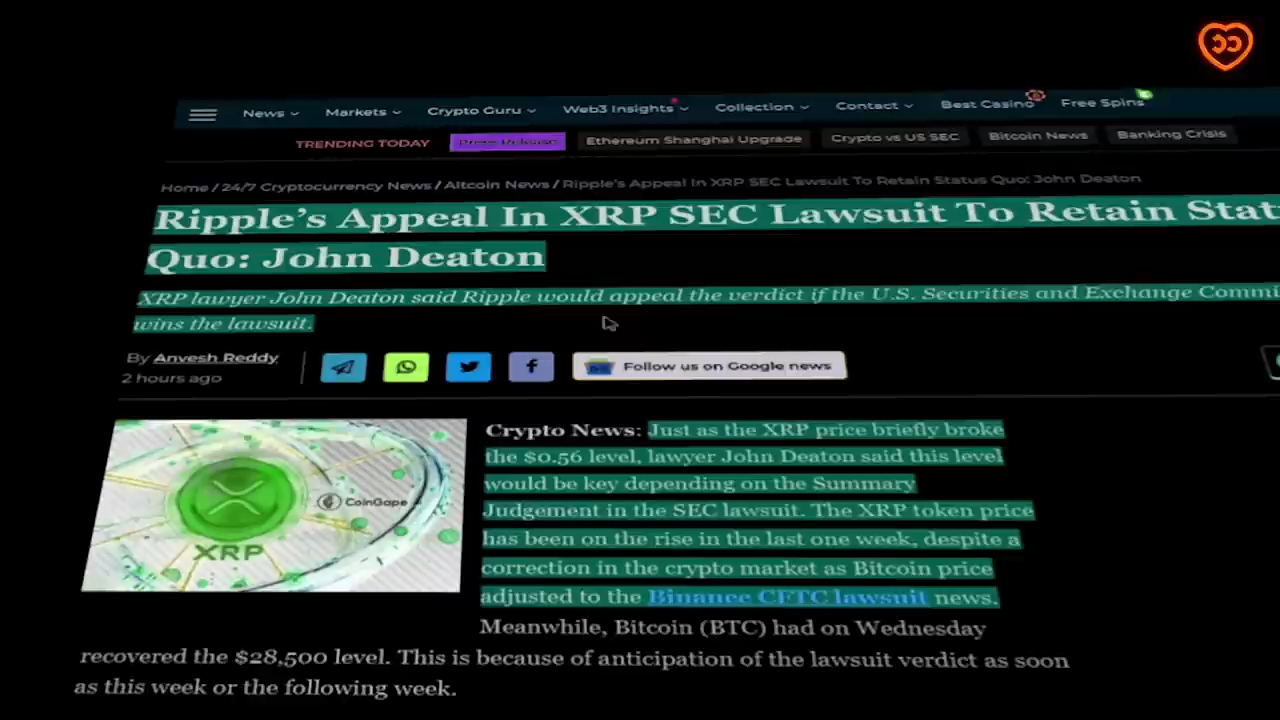 News Markets Crypto Guru Web3 Insights Collection Contact Best Casino Free Spins
TRENDING TODAY Press Release Ethereum Shanghai Upgrade Crypto vs US SEC Bitcoin News Banking Crisis
Home / 24/7 Cryptocurrency News / Altcoin News / Ripple's Appeal In XRP SEC Lawsuit To Retain Status Quo: John Deaton
Ripple's Appeal In XRP SEC Lawsuit To Retain Stat
Quo: John Deaton
XRP lawyer John Deaton said Ripple would appeal the verdict if the U.S. Securities and Exchange Commi
wins the lawsuit.
By Anvesh Reddy
2 hours ago
Follow us on Google news
CoinGape
XRP
Crypto News: Just as the XRP price briefly broke
the $0.56 level, lawyer John Deaton said this level
would be key depending on the Summary
Judgement in the SEC lawsuit. The XRP token price
has been on the rise in the last one week, despite a
correction in the crypto market as Bitcoin price
adjusted to the Binance CFTC lawsuit news.
Meanwhile, Bitcoin (BTC) had on Wednesday
recovered the $28,500 level. This is because of anticipation of the lawsuit verdict as soon
as this week or the following week.